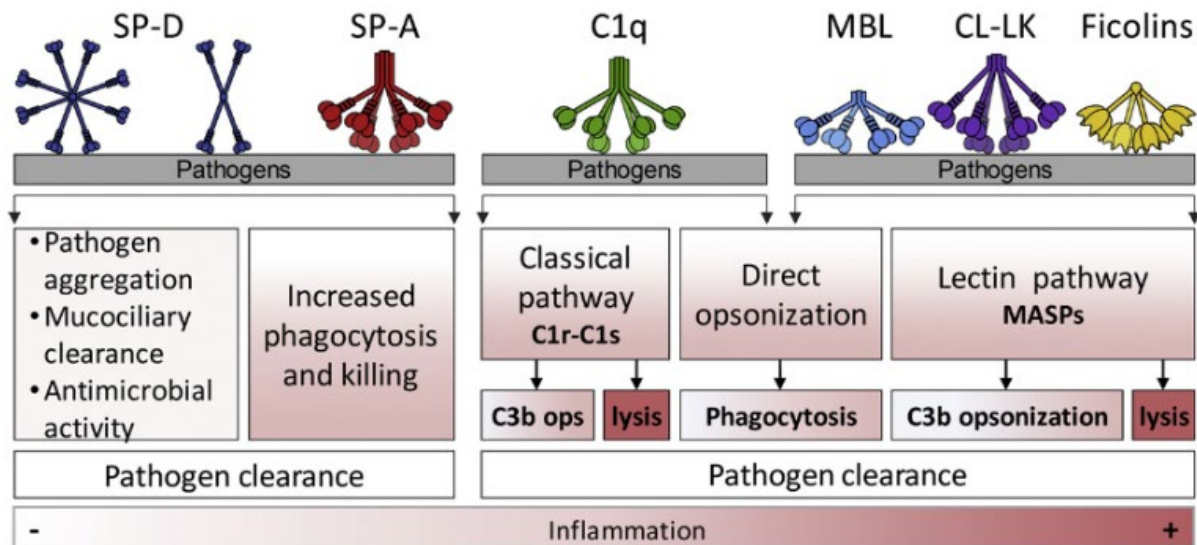 SP-D
SP-A
C1q
MBL
CL-LK
Ficolins
Pathogens
Pathogens
Pathogens
• Pathogen
aggregation
• Mucociliary
clearance
• Antimicrobial
activity
Increased
phagocytosis
and killing
Classical
pathway
C1r-C1s
Direct
opsonization
Lectin pathway
MASPs
C3b ops
lysis
Phagocytosis
C3b opsonization
lysis
Pathogen clearance
Pathogen clearance
- Inflammation +